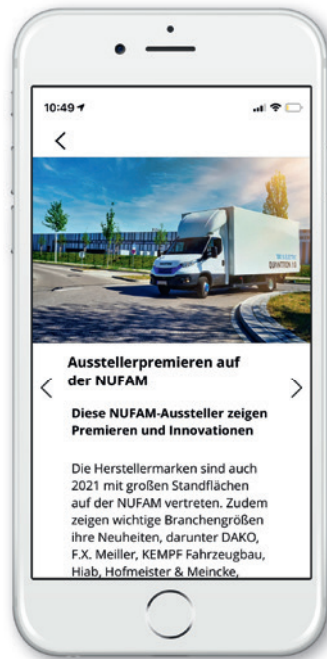 10:49
Ausstellerpremieren auf
der NUFAM
Diese NUFAM-Aussteller zeigen
Premieren und Innovationen
Die Herstellermarken sind auch
2021 mit großen Standflächen
auf der NUFAM vertreten. Zudem
zeigen wichtige Branchengrößen
ihre Neuheiten, darunter DAKO,
F.X. Meiller, KEMPF Fahrzeugbau,
Hiab, Hofmeister & Meincke,